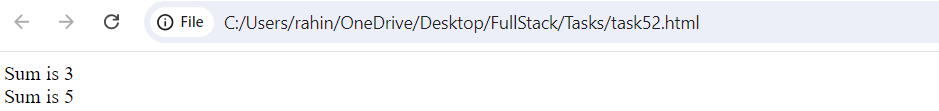 File C:/Users/rahin/OneDrive/Desktop/FullStack/Tasks/task52.html
Sum is 3
Sum is 5